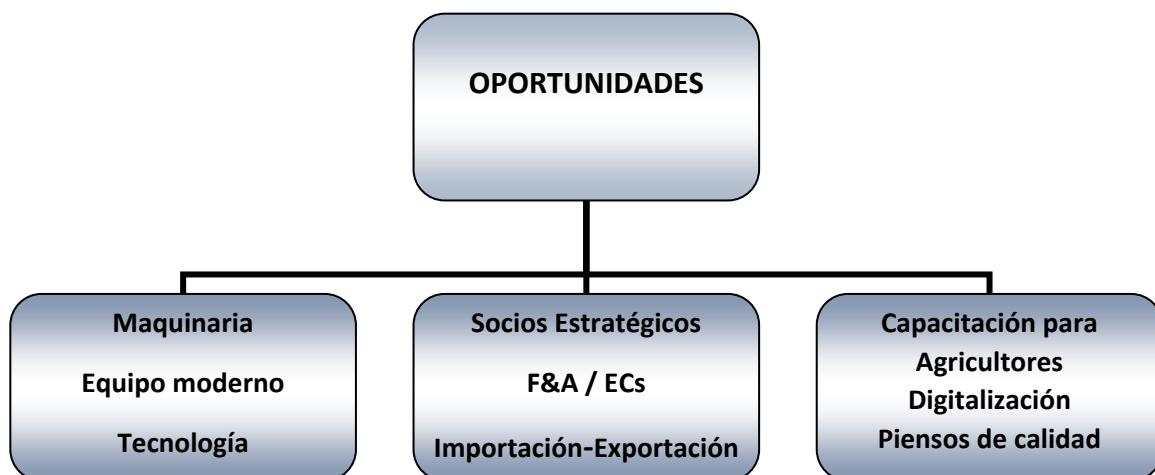 OPORTUNIDADES
Maquinaria
Equipo moderno
Tecnología
Socios Estratégicos
F&A / ECs
Importación-Exportación
Capacitación para
Agricultores
Digitalización
Piensos de calidad